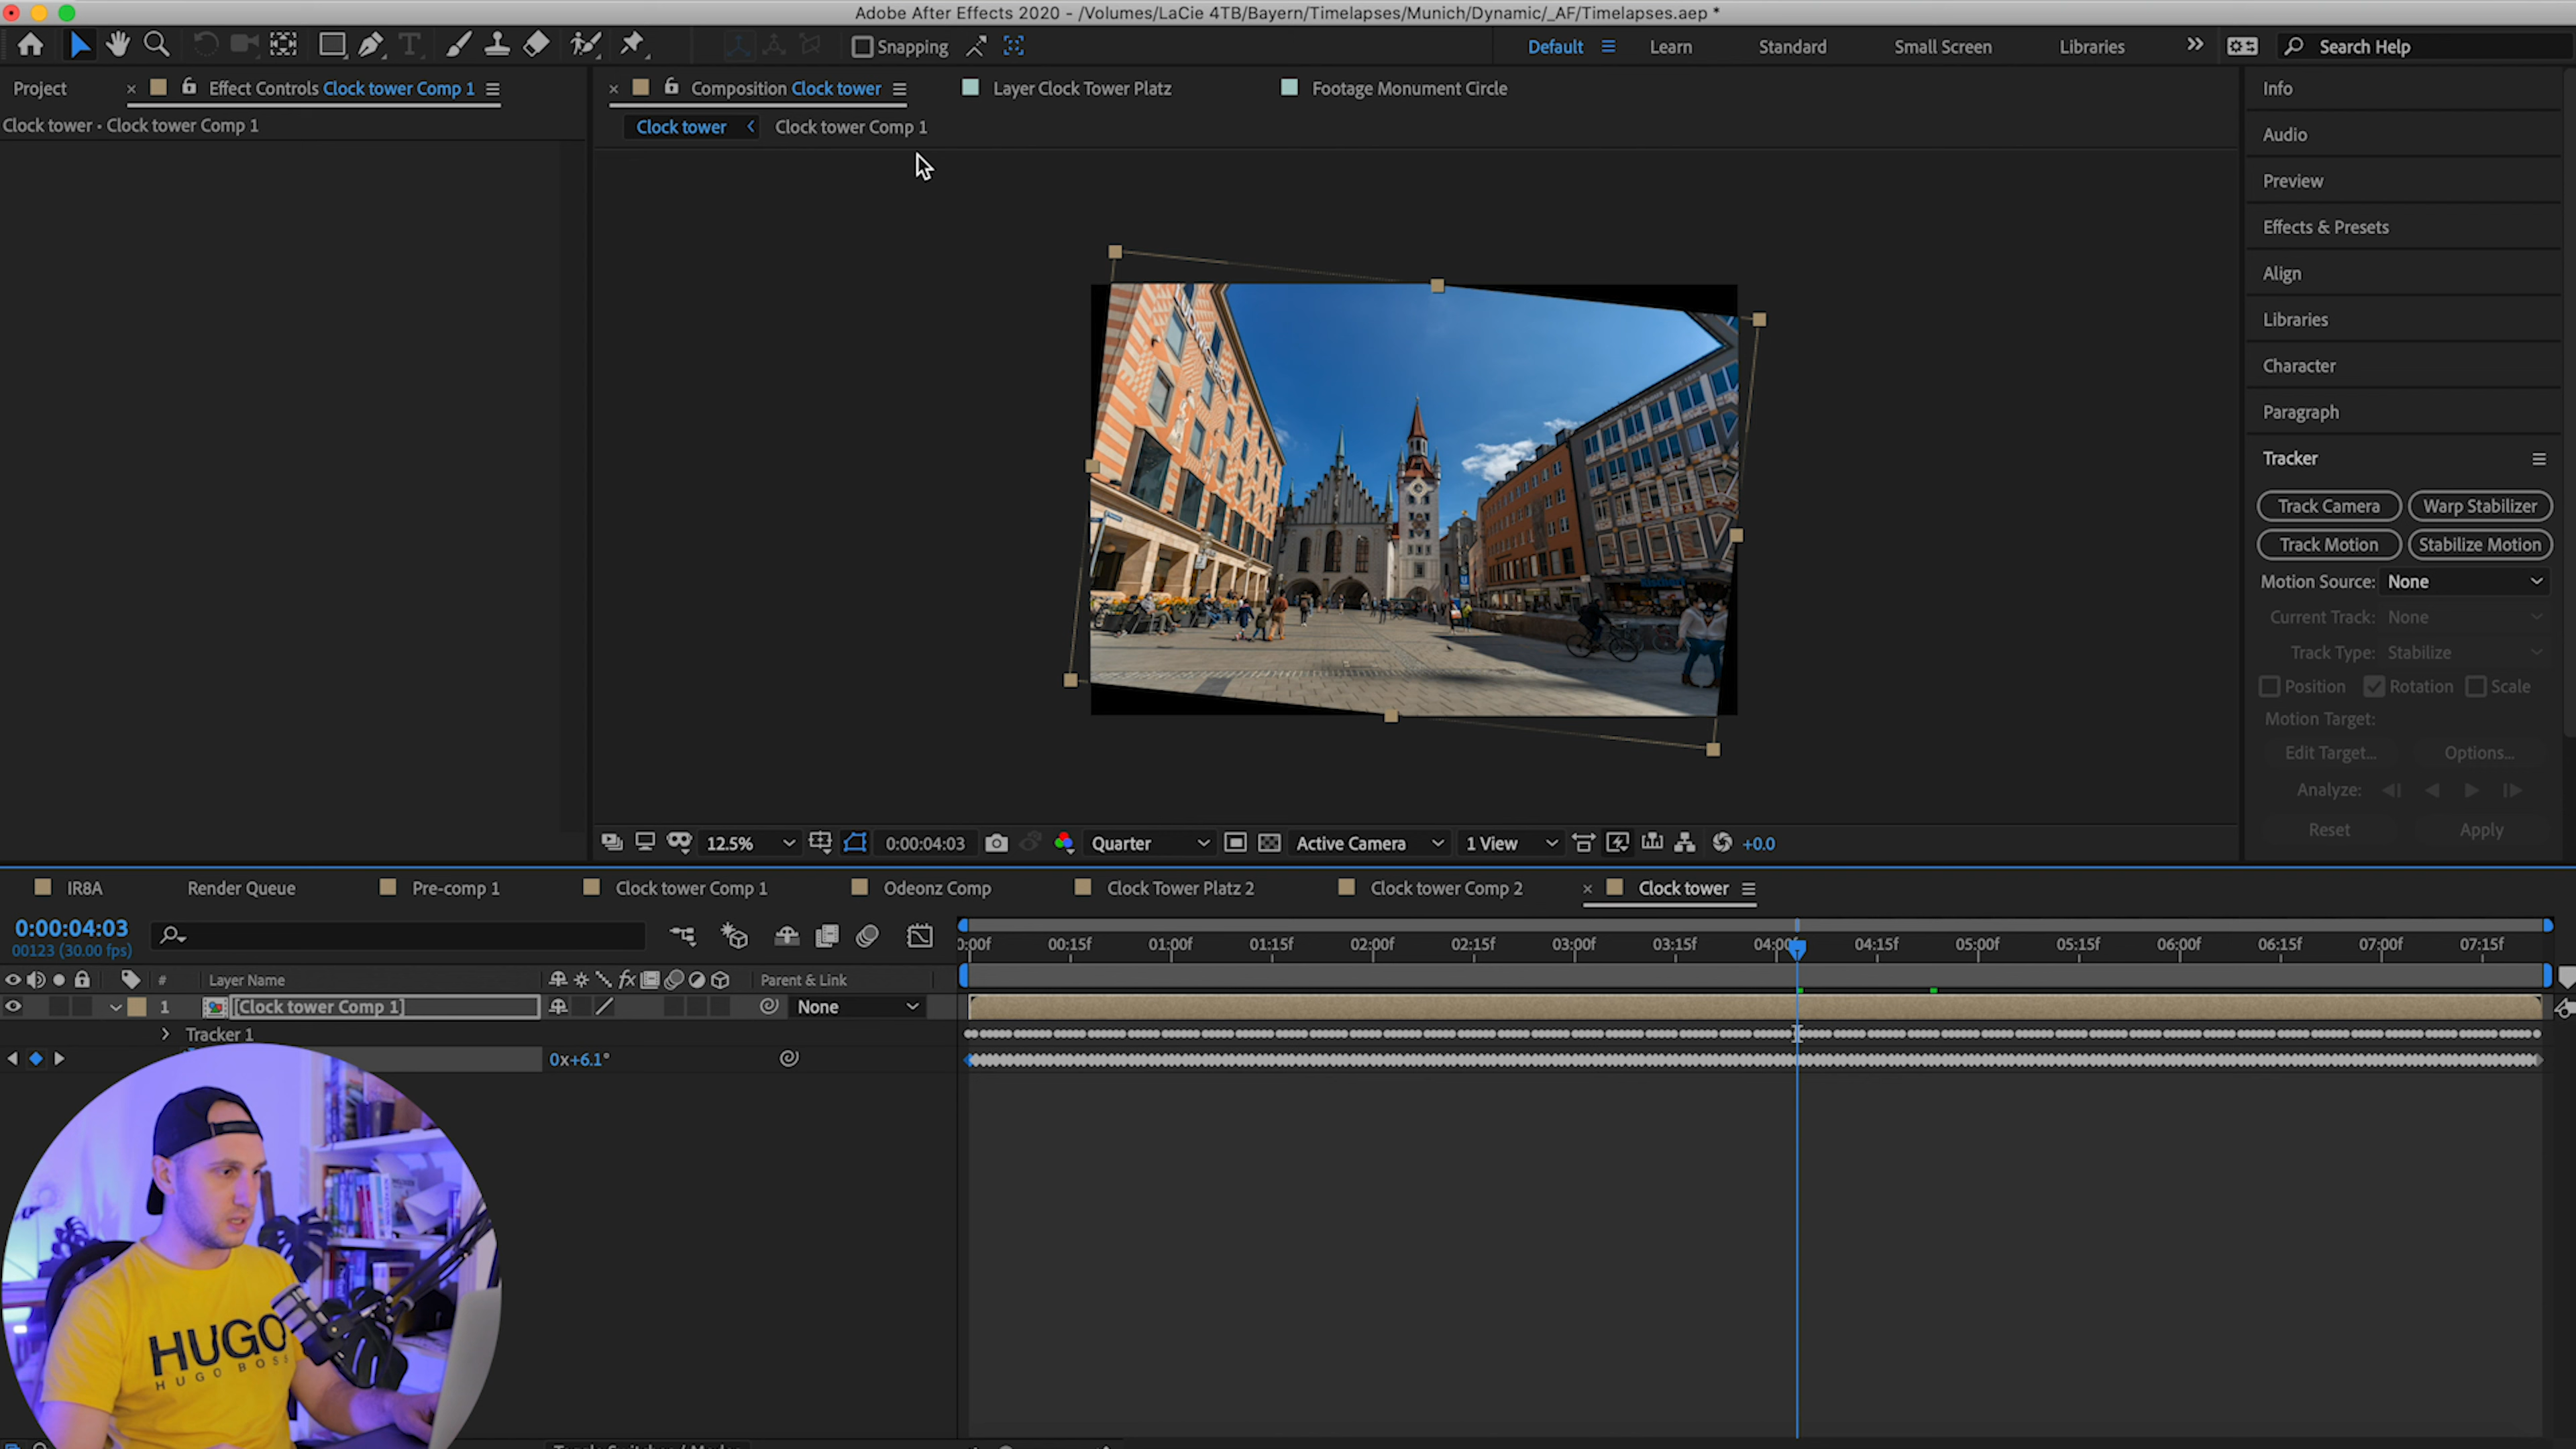 Adobe After Effects 2020 - /Volumes/LaCie 4TB/Bayern/Timelapses/Munich/Dynamic/_AF/Timelapses.aep *
Snapping
Default
Learn
Standard
Small Screen
Libraries
Search Help
Project
Effect Controls Clock tower Comp 1
Clock tower • Clock tower Comp 1
Composition Clock tower
Layer Clock Tower Platz
Footage Monument Circle
Clock tower
Clock tower Comp 1
Info
Audio
Preview
Effects & Presets
Align
Libraries
Character
Paragraph
Tracker
Track Camera
Warp Stabilizer
Track Motion
Stabilize Motion
Motion Source: None
Current Track: None
Track Type: Stabilize
Position
Rotation
Scale
Motion Target:
Edit Target...
Options...
Analyze:
Reset
Apply
12.5%
0:00:04:03
Quarter
Active Camera
1 View
+0.0
IR8A
Render Queue
Pre-comp 1
Clock tower Comp 1
Odeonz Comp
Clock Tower Platz 2
Clock tower Comp 2
Clock tower
0:00:04:03
00123 (30.00 fps)
00:15f
01:00f
01:15f
02:00f
02:15f
03:00f
03:15f
05:00f
04:15f
05:15f
06:00f
06:15f
07:00f
07:15f
# Layer Name
fx
Parent & Link
1 [Clock tower Comp 1]
None
Tracker 1
0x+6.1°
HUGO
HUGO BOSS